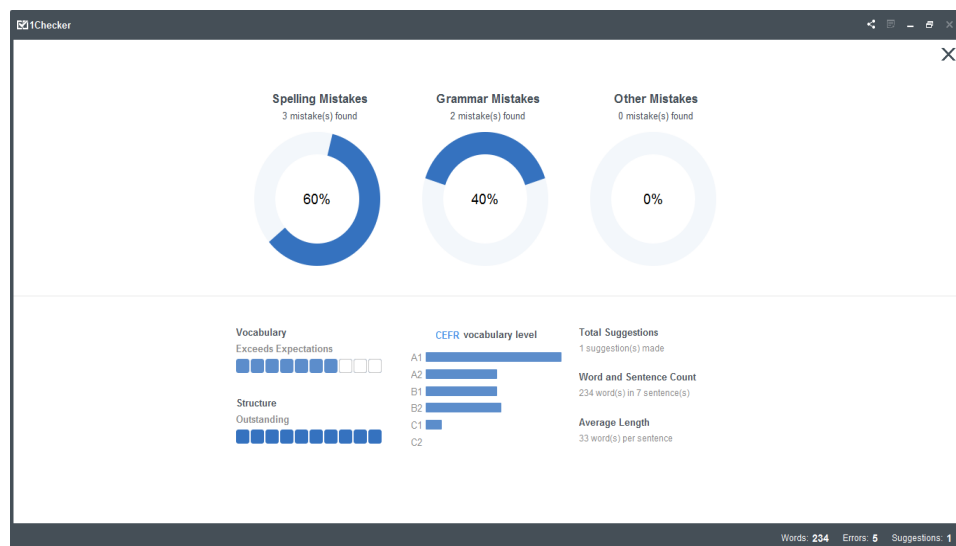 1Checker
X
Spelling Mistakes
3 mistake(s) found
60%
Grammar Mistakes
2 mistake(s) found
40%
Other Mistakes
0 mistake(s) found
0%
Vocabulary
Exceeds Expectations
Structure
Outstanding
CEFR vocabulary level
A1
A2
B1
B2
C1
C2
Total Suggestions
1 suggestion(s) made
Word and Sentence Count
234 word(s) in 7 sentence(s)
Average Length
33 word(s) per sentence
Words: 234 Errors: 5 Suggestions: 1